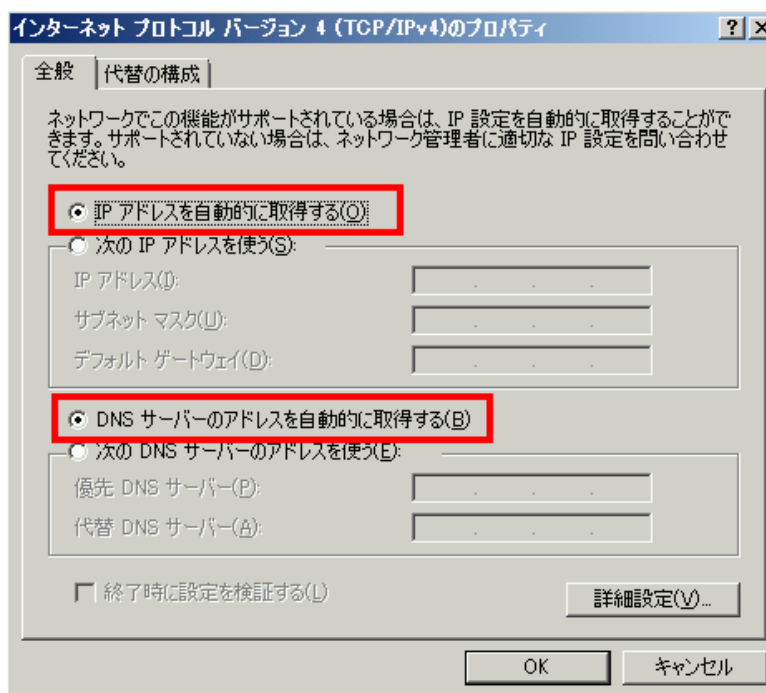 インターネット プロトコル バージョン 4 (TCP/IPv4)のプロパティ
全般
代替の構成
ネットワークでこの機能がサポートされている場合は、IP 設定を自動的に取得することがで
きます。サポートされていない場合は、ネットワーク管理者に適切な IP 設定を問い合わせ
てください。
IP アドレスを自動的に取得する(O)
次の IP アドレスを使う(S):
IP アドレス(I):
サブネット マスク(U):
デフォルト ゲートウェイ(D):
DNS サーバーのアドレスを自動的に取得する(B)
次の DNS サーバーのアドレスを使う(E):
優先 DNS サーバー(P):
代替 DNS サーバー(A):
終了時に設定を検証する(L)
詳細設定(V)...
OK
キャンセル